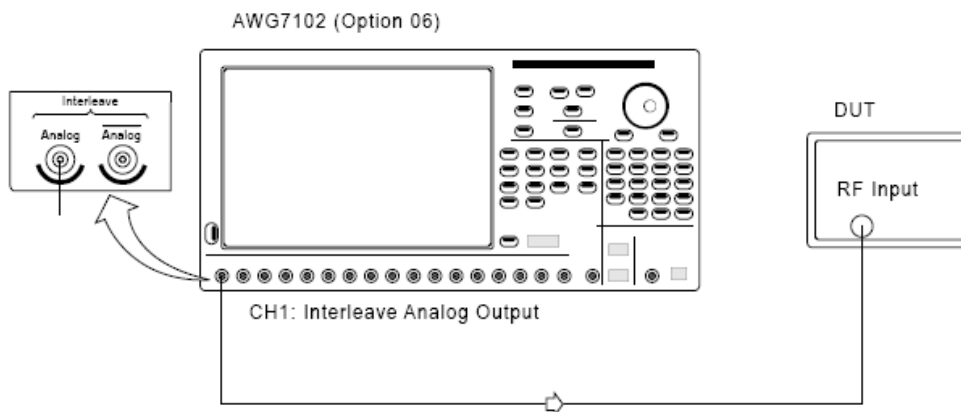 AWG7102 (Option 06)
Interleave
Analog
Analog
DUT
RF Input
CH1: Interleave Analog Output